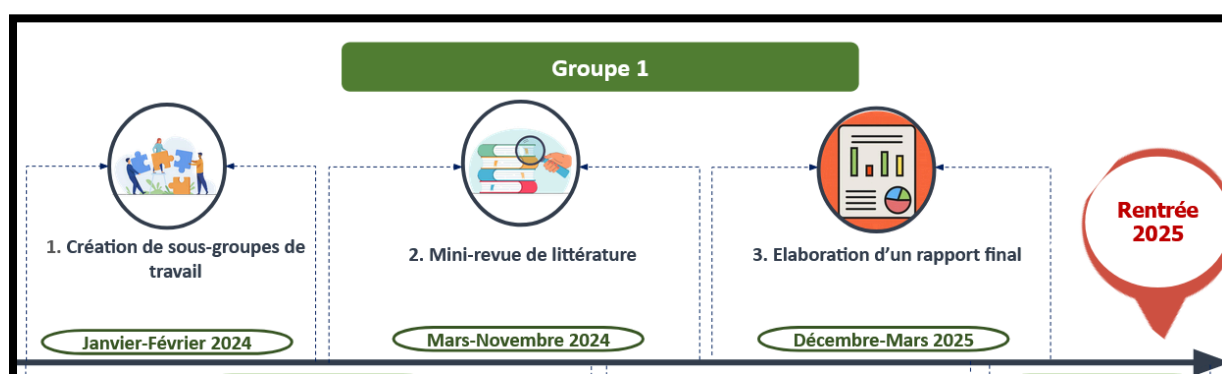 Groupe 1
1. Création de sous-groupes de
travail
2. Mini-revue de littérature
3. Elaboration d'un rapport final
Rentrée
2025
Janvier-Février 2024
Mars-Novembre 2024
Décembre-Mars 2025